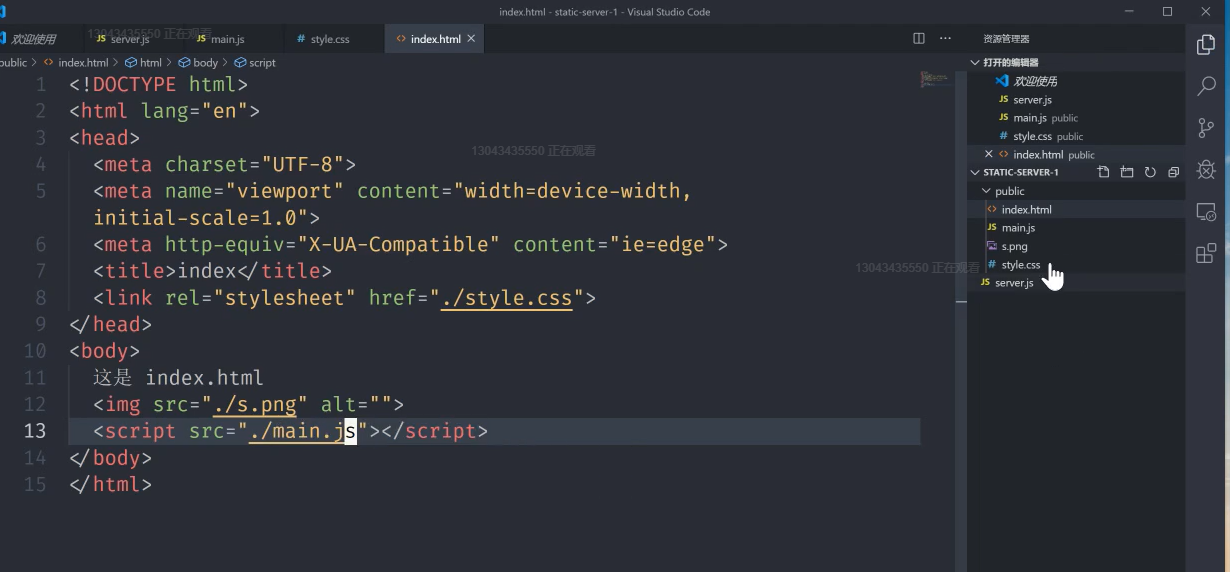 index.html - static-server-1 - Visual Studio Code
欢迎使用 JS server.js JS main.js # style.css <> index.html ×
13043435550 正在观看
资源管理器
public > <> index.html > html > body > script
打开的编辑器
欢迎使用
JS server.js
JS main.js public
# style.css public
× <> index.html public
STATIC-SERVER-1
public
<> index.html
JS main.js
s.png
# style.css
JS server.js
1 <!DOCTYPE html>
2 <html lang="en">
3 <head>
4 <meta charset="UTF-8">
13043435550 正在观看
5 <meta name="viewport" content="width=device-width,
initial-scale=1.0">
6 <meta http-equiv="X-UA-Compatible" content="ie=edge">
7 <title>index</title>
13043435550 正在观看
8 <link rel="stylesheet" href="./style.css">
9 </head>
10 <body>
11 这是 index.html
12 <img src="./s.png" alt="">
13 <script src="./main.js"></script>
14 </body>
15 </html>